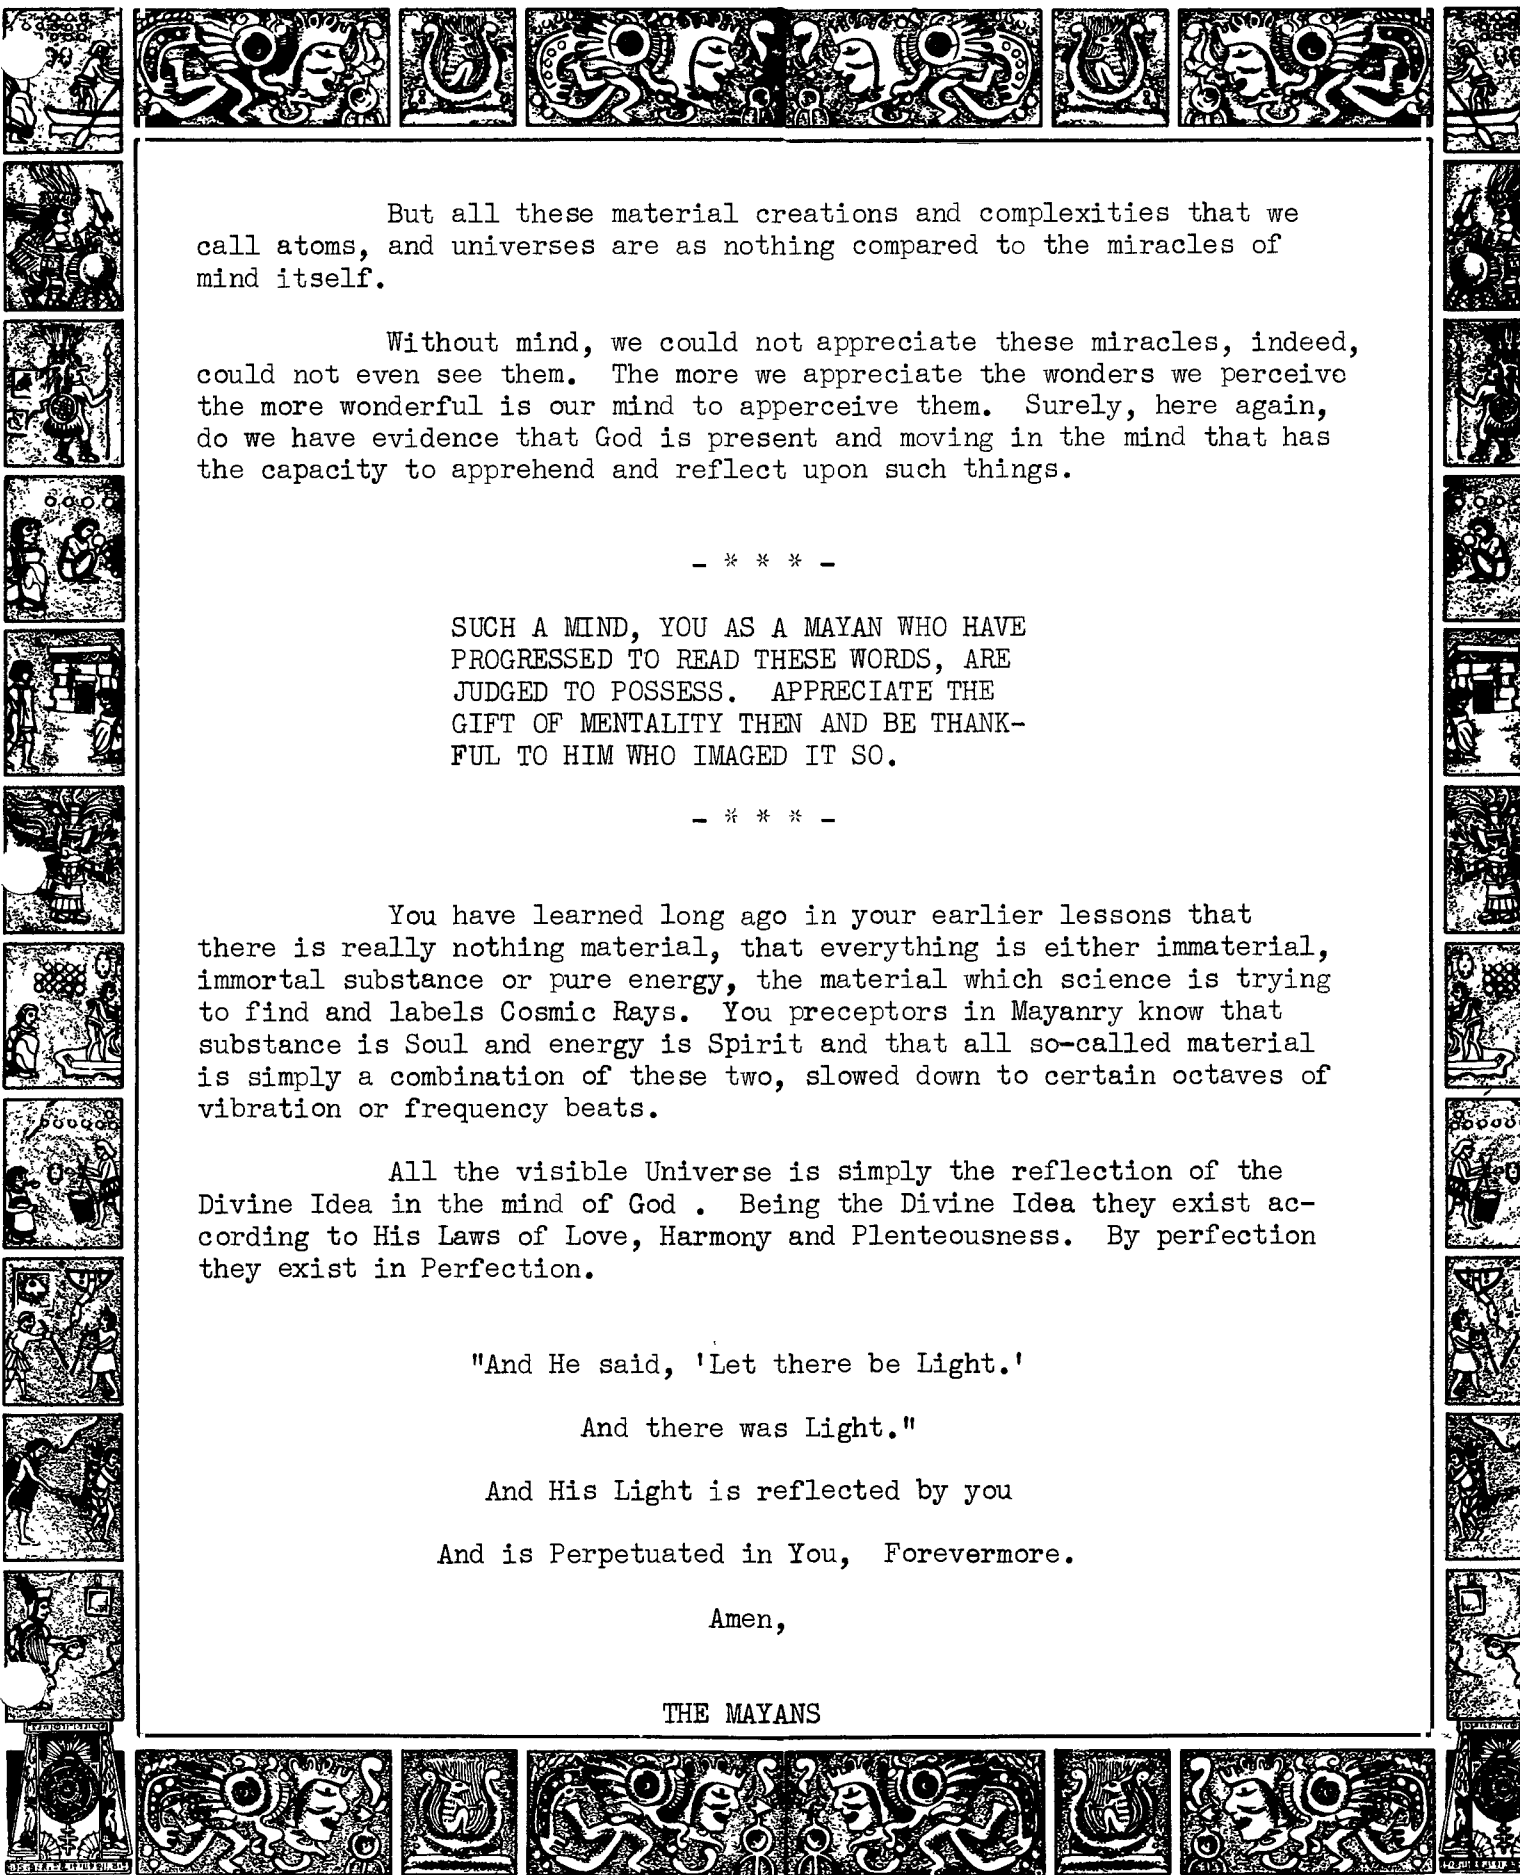 But all these material creations and complexities that we
call atoms, and universes are as nothing compared to the miracles of
mind itself.
Without mind, we could not appreciate these miracles, indeed,
could not even see them. The more we appreciate the wonders we perceive
the more wonderful is our mind to apperceive them. Surely, here again,
do we have evidence that God is present and moving in the mind that has
the capacity to apprehend and reflect upon such things.
- * * * -
SUCH A MIND, YOU AS A MAYAN WHO HAVE
PROGRESSED TO READ THESE WORDS, ARE
JUDGED TO POSSESS. APPRECIATE THE
GIFT OF MENTALITY THEN AND BE THANK-
FUL TO HIM WHO IMAGED IT SO.
- * * * -
You have learned long ago in your earlier lessons that
there is really nothing material, that everything is either immaterial,
immortal substance or pure energy, the material which science is trying
to find and labels Cosmic Rays. You preceptors in Mayanry know that
substance is Soul and energy is Spirit and that all so-called material
is simply a combination of these two, slowed down to certain octaves of
vibration or frequency beats.
All the visible Universe is simply the reflection of the
Divine Idea in the mind of God . Being the Divine Idea they exist ac-
cording to His Laws of Love, Harmony and Plenteousness. By perfection
they exist in Perfection.
"And He said, 'Let there be Light.'
And there was Light."
And His Light is reflected by you
And is Perpetuated in You, Forevermore.
Amen,
THE MAYANS